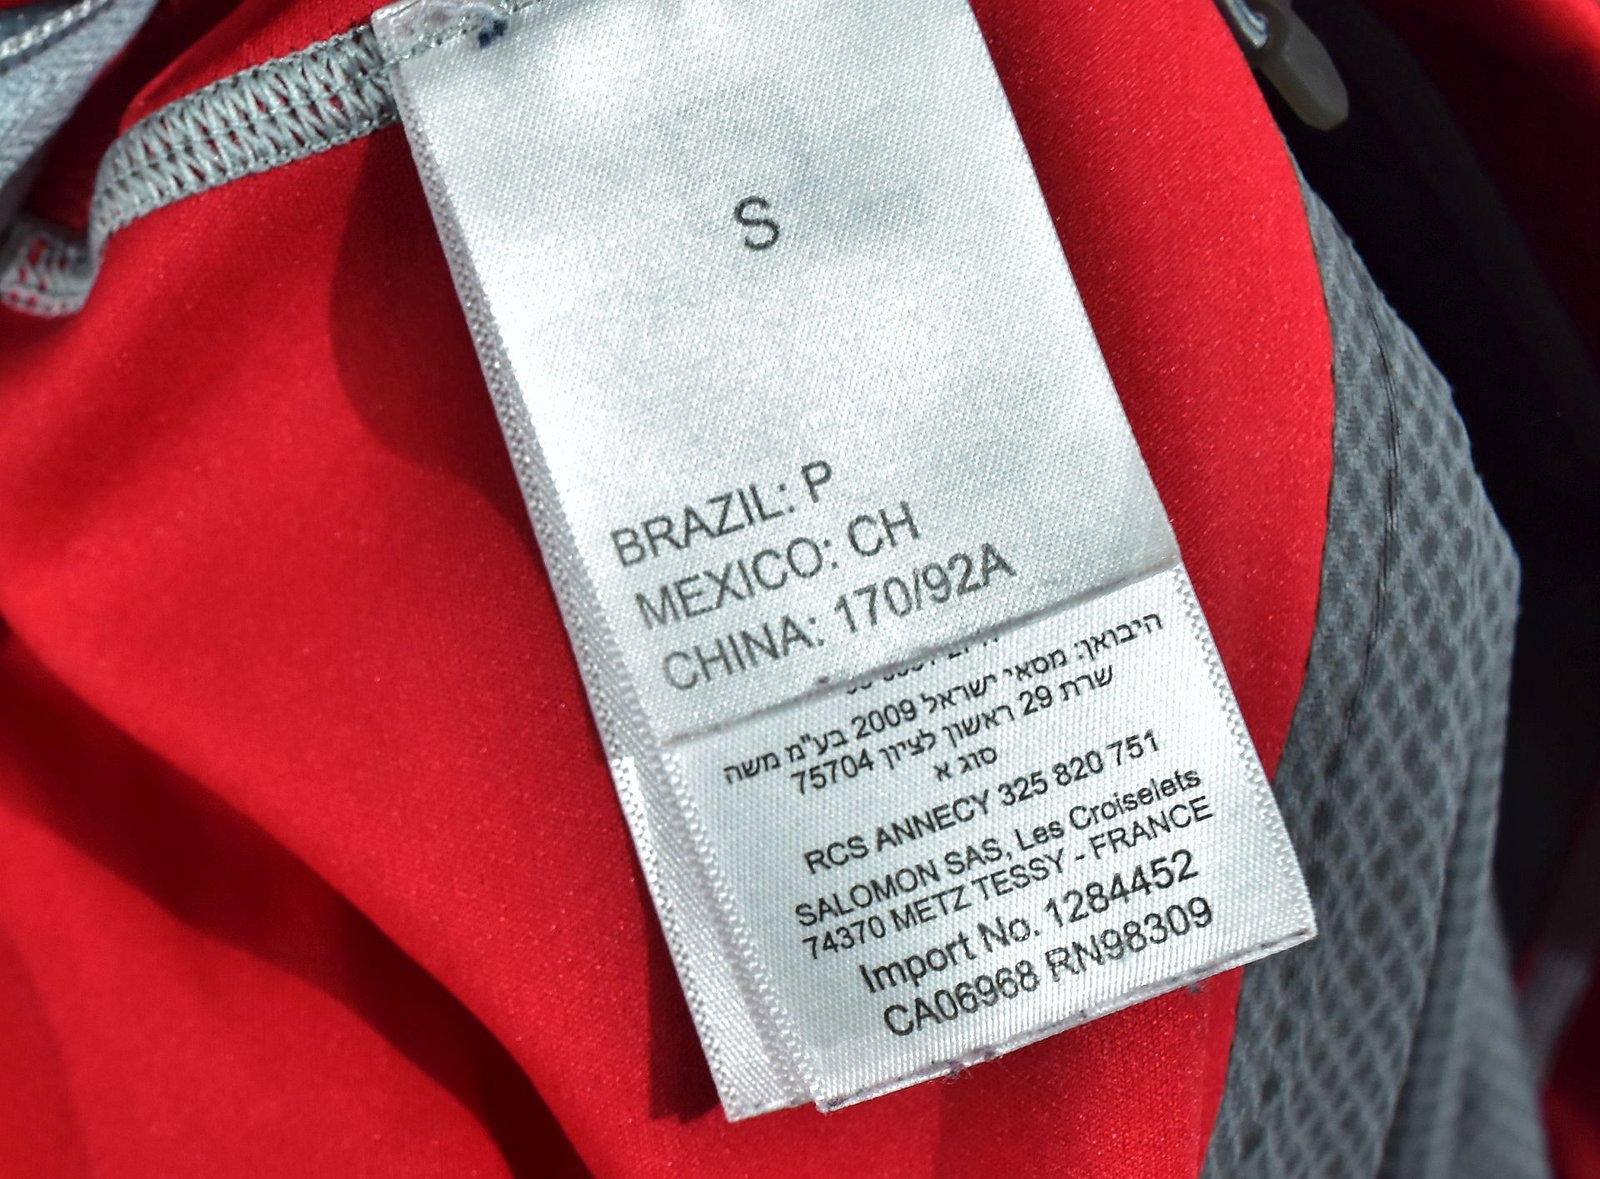 S
BRAZIL: P
MEXICO: CH
CHINA: 170/92A
היבואן: מסאי ישראל 2009 בע"מ משה
שרת 29 ראשון לציון 75704
סוג א
RCS ANNECY 325 820 751
SALOMON SAS, Les Croiselets
74370 METZ TESSY - FRANCE
Import No. 1284452
CA06968 RN98309